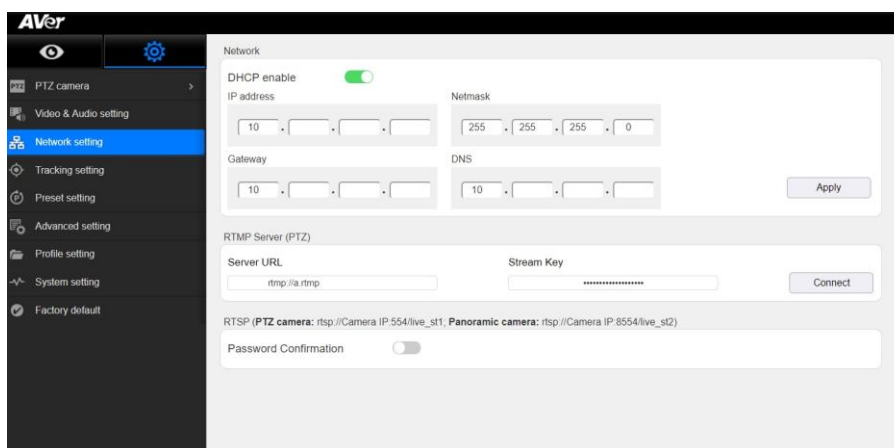 AVer
PTZ PTZ camera >
Video & Audio setting
Network setting
Tracking setting
P Preset setting
Advanced setting
Profile setting
System setting
Factory default
Network
DHCP enable
IP address Netmask
10 . . . 255 . 255 . 255 . 0
Gateway DNS
10 . . . 10 . . .
Apply
RTMP Server (PTZ)
Server URL Stream Key
rtmp://a.rtmp •••••••••••••••••••
Connect
RTSP (PTZ camera: rtsp://Camera IP:554/live_st1; Panoramic camera: rtsp://Camera IP:8554/live_st2)
Password Confirmation